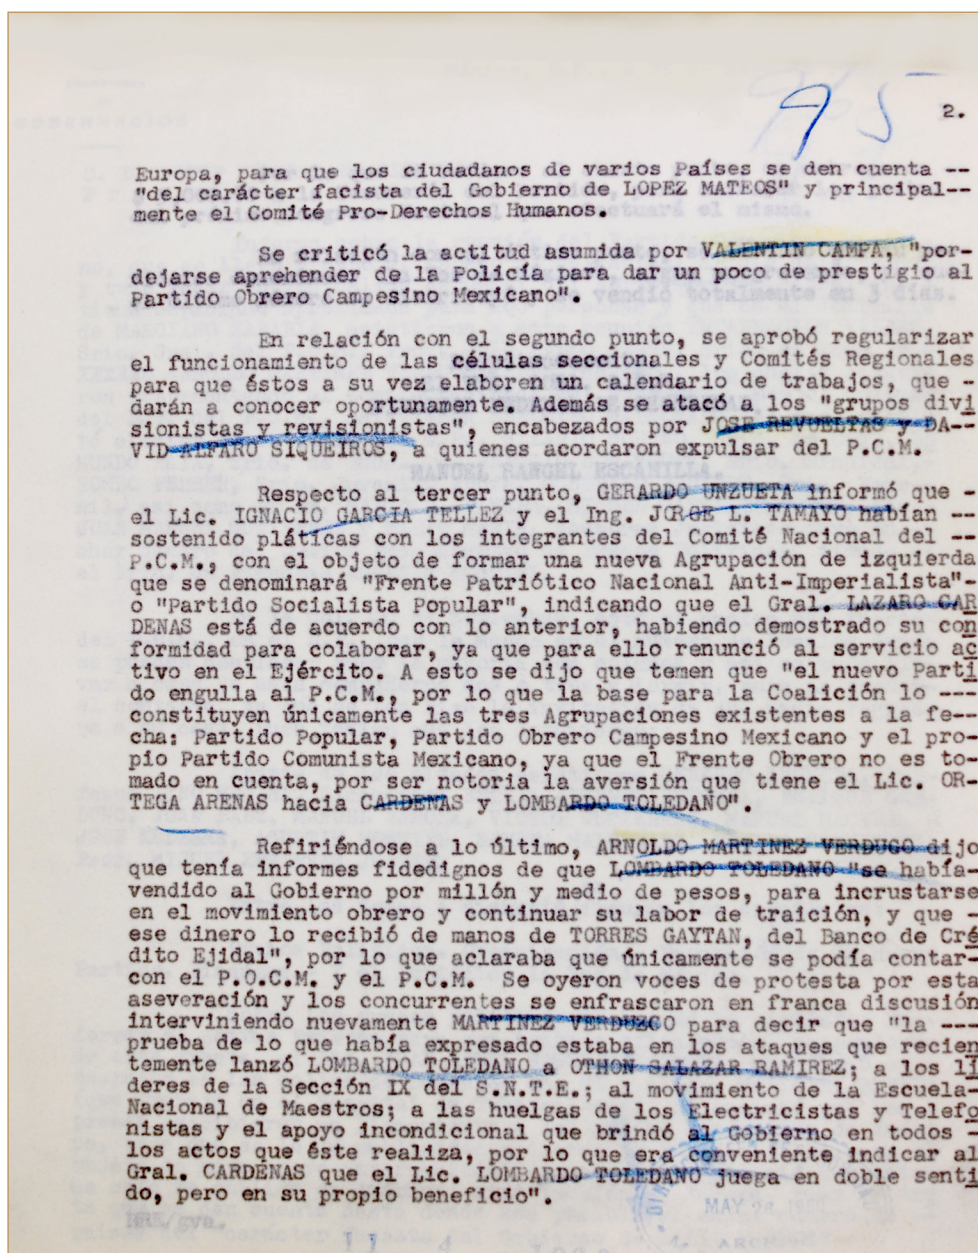 95
2.
Europa, para que los ciudadanos de varios Países se den cuenta --
"del carácter facista del Gobierno de LOPEZ MATEOS" y principal--
mente el Comité Pro-Derechos Humanos.
Se criticó la actitud asumida por VALENTIN CAMPA, "por-
dejarse aprehender de la Policía para dar un poco de prestigio al
Partido Obrero Campesino Mexicano".
En relación con el segundo punto, se aprobó regularizar
el funcionamiento de las células seccionales y Comités Regionales
para que éstos a su vez elaboren un calendario de trabajos, que -
darán a conocer oportunamente. Además se atacó a los "grupos divi
sionistas y revisionistas", encabezados por JOSE REVUELTAS y DA--
VID ALFARO SIQUEIROS, a quienes acordaron expulsar del P.C.M.
MANUEL RANGEL ESCAMILLA.
Respecto al tercer punto, GERARDO UNZUETA informó que -
el Lic. IGNACIO GARCIA TELLEZ y el Ing. JORGE L. TAMAYO habían --
sostenido pláticas con los integrantes del Comité Nacional del --
P.C.M., con el objeto de formar una nueva Agrupación de izquierda
que se denominará "Frente Patriótico Nacional Anti-Imperialista"-
o "Partido Socialista Popular", indicando que el Gral. LAZARO CAR
DENAS está de acuerdo con lo anterior, habiendo demostrado su con
formidad para colaborar, ya que para ello renunció al servicio ac
tivo en el Ejército. A esto se dijo que temen que "el nuevo Parti
do engulla al P.C.M., por lo que la base para la Coalición lo ---
constituyen únicamente las tres Agrupaciones existentes a la fe--
cha: Partido Popular, Partido Obrero Campesino Mexicano y el pro-
pio Partido Comunista Mexicano, ya que el Frente Obrero no es to-
mado en cuenta, por ser notoria la aversión que tiene el Lic. OR-
TEGA ARENAS hacia CARDENAS y LOMBARDO TOLEDANO".
Refiriéndose a lo último, ARNOLDO MARTINEZ VERDUGO dijo
que tenía informes fidedignos de que LOMBARDO TOLEDANO "se había-
vendido al Gobierno por millón y medio de pesos, para incrustarse
en el movimiento obrero y continuar su labor de traición, y que -
ese dinero lo recibió de manos de TORRES GAYTAN, del Banco de Cré
dito Ejidal", por lo que aclaraba que únicamente se podía contar-
con el P.O.C.M. y el P.C.M. Se oyeron voces de protesta por esta
aseveración y los concurrentes se enfrascaron en franca discusión
interviniendo nuevamente MARTINEZ VERDUZGO para decir que "la ---
prueba de lo que había expresado estaba en los ataques que recien
temente lanzó LOMBARDO TOLEDANO a OTHON SALAZAR RAMIREZ; a los lí
deres de la Sección IX del S.N.T.E.; al movimiento de la Escuela-
Nacional de Maestros; a las huelgas de los Electricistas y Telefo
nistas y el apoyo incondicional que brindó al Gobierno en todos -
los actos que éste realiza, por lo que era conveniente indicar al
Gral. CARDENAS que el Lic. LOMBARDO TOLEDANO juega en doble senti
do, pero en su propio beneficio".